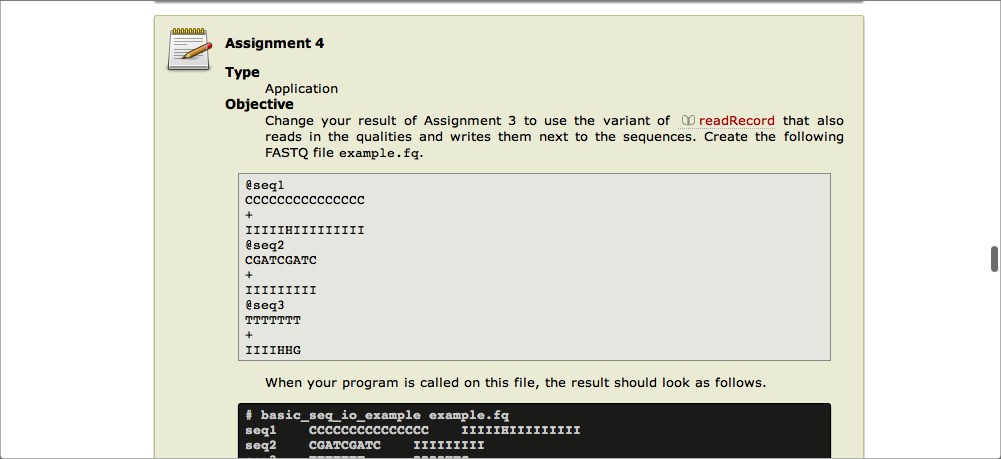 Assignment 4
Type
Application
Objective
Change your result of Assignment 3 to use the variant of readRecord that also
reads in the qualities and writes them next to the sequences. Create the following
FASTQ file example.fq.
@seq1
CCCCCCCCCCCCCCC
+
IIIIIHIIIIIIIII
@seq2
CGATCGATC
+
IIIIIIIII
@seq3
TTTTTTT
+
IIIIHHG
When your program is called on this file, the result should look as follows.
# basic_seq_io_example example.fq
seq1 CCCCCCCCCCCCCCC IIIIIHIIIIIIIII
seq2 CGATCGATC IIIIIIIII